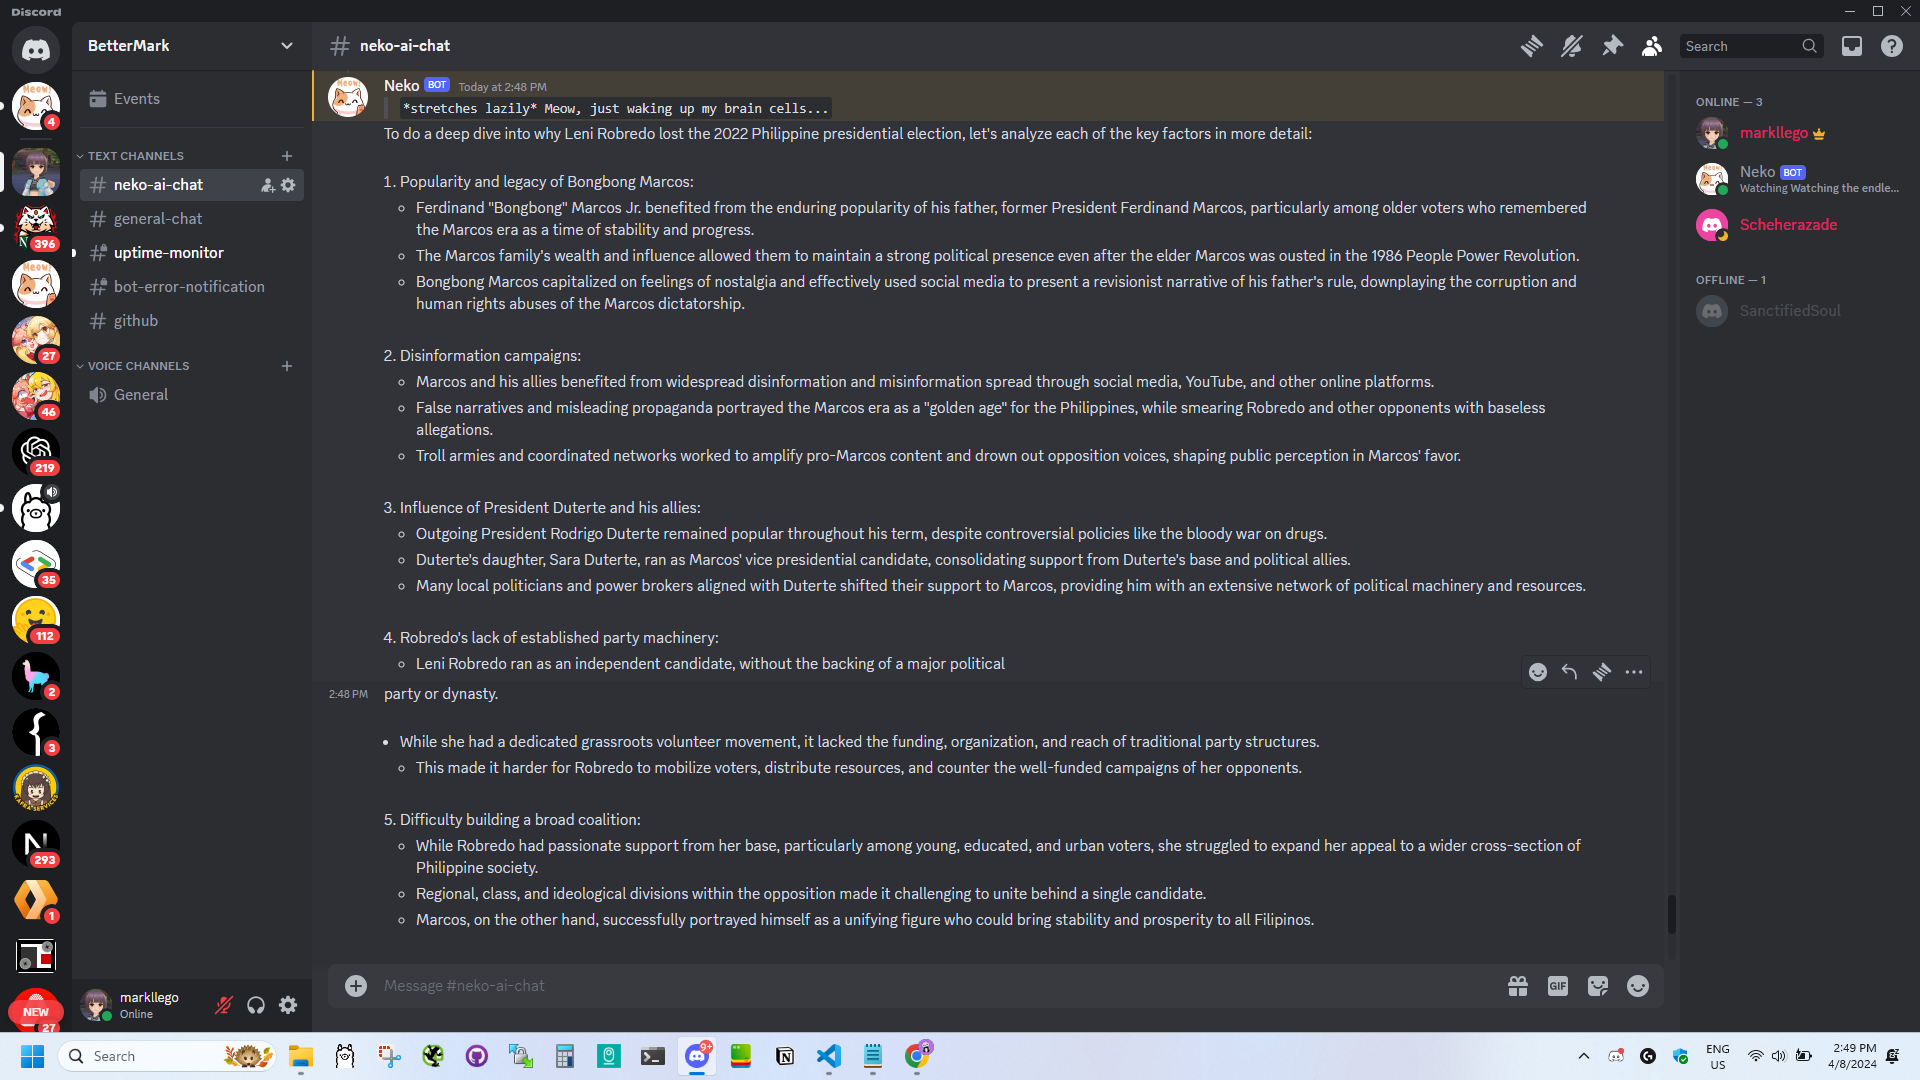 Discord
BetterMark
neko-ai-chat
Search
Events
TEXT CHANNELS
neko-ai-chat
general-chat
uptime-monitor
bot-error-notification
github
VOICE CHANNELS
General
Meow!
4
N
396
Meow!
27
46
219
35
112
2
3
KAFKA'SERVICES
N
293
1
NEW
27
Neko BOT Today at 2:48 PM
*stretches lazily* Meow, just waking up my brain cells...
To do a deep dive into why Leni Robredo lost the 2022 Philippine presidential election, let's analyze each of the key factors in more detail:
1. Popularity and legacy of Bongbong Marcos:
Ferdinand "Bongbong" Marcos Jr. benefited from the enduring popularity of his father, former President Ferdinand Marcos, particularly among older voters who remembered
the Marcos era as a time of stability and progress.
The Marcos family's wealth and influence allowed them to maintain a strong political presence even after the elder Marcos was ousted in the 1986 People Power Revolution.
Bongbong Marcos capitalized on feelings of nostalgia and effectively used social media to present a revisionist narrative of his father's rule, downplaying the corruption and
human rights abuses of the Marcos dictatorship.
2. Disinformation campaigns:
Marcos and his allies benefited from widespread disinformation and misinformation spread through social media, YouTube, and other online platforms.
False narratives and misleading propaganda portrayed the Marcos era as a "golden age" for the Philippines, while smearing Robredo and other opponents with baseless
allegations.
Troll armies and coordinated networks worked to amplify pro-Marcos content and drown out opposition voices, shaping public perception in Marcos' favor.
3. Influence of President Duterte and his allies:
Outgoing President Rodrigo Duterte remained popular throughout his term, despite controversial policies like the bloody war on drugs.
Duterte's daughter, Sara Duterte, ran as Marcos' vice presidential candidate, consolidating support from Duterte's base and political allies.
Many local politicians and power brokers aligned with Duterte shifted their support to Marcos, providing him with an extensive network of political machinery and resources.
4. Robredo's lack of established party machinery:
Leni Robredo ran as an independent candidate, without the backing of a major political
2:48 PM party or dynasty.
While she had a dedicated grassroots volunteer movement, it lacked the funding, organization, and reach of traditional party structures.
This made it harder for Robredo to mobilize voters, distribute resources, and counter the well-funded campaigns of her opponents.
5. Difficulty building a broad coalition:
While Robredo had passionate support from her base, particularly among young, educated, and urban voters, she struggled to expand her appeal to a wider cross-section of
Philippine society.
Regional, class, and ideological divisions within the opposition made it challenging to unite behind a single candidate.
Marcos, on the other hand, successfully portrayed himself as a unifying figure who could bring stability and prosperity to all Filipinos.
Message #neko-ai-chat
GIF
ONLINE — 3
markllego
Neko BOT
Watching Watching the endle...
Scheherazade
OFFLINE — 1
SanctifiedSoul
markllego
Online
Search
9+
ENG
US
2:49 PM
4/8/2024